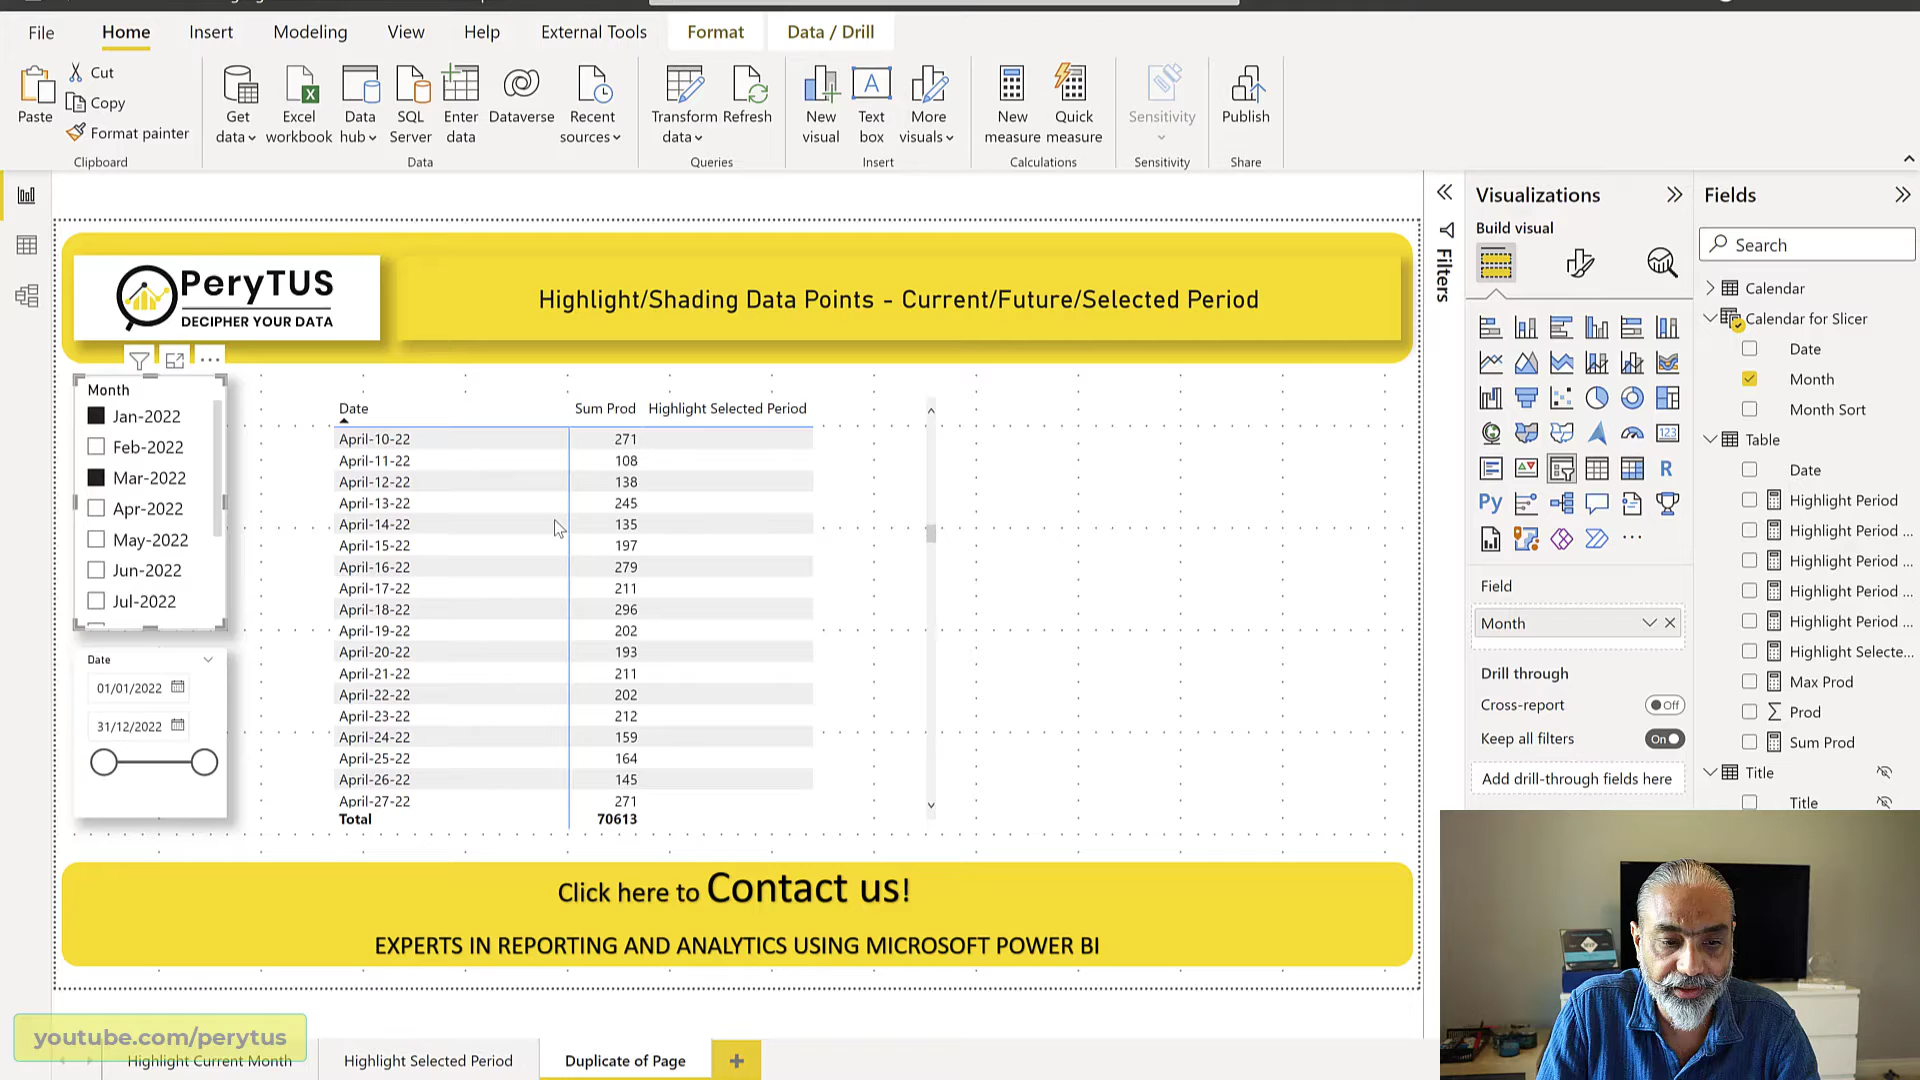 File Home Insert Modeling View Help External Tools Format Data / Drill
Paste
Cut
Copy
Format painter
Clipboard
Get data
Excel workbook
Data hub
SQL Server
Enter data
Dataverse
Recent sources
Data
Transform data
Refresh
Queries
New visual
Text box
More visuals
Insert
New measure
Quick measure
Calculations
Sensitivity
Sensitivity
Publish
Share
PeryTUS
DECIPHER YOUR DATA
Highlight/Shading Data Points - Current/Future/Selected Period
Month
Jan-2022
Feb-2022
Mar-2022
Apr-2022
May-2022
Jun-2022
Jul-2022
Date
01/01/2022
31/12/2022
Date Sum Prod Highlight Selected Period
April-10-22 271
April-11-22 108
April-12-22 138
April-13-22 245
April-14-22 135
April-15-22 197
April-16-22 279
April-17-22 211
April-18-22 296
April-19-22 202
April-20-22 193
April-21-22 211
April-22-22 202
April-23-22 212
April-24-22 159
April-25-22 164
April-26-22 145
April-27-22 271
Total 70613
Click here to Contact us!
EXPERTS IN REPORTING AND ANALYTICS USING MICROSOFT POWER BI
Filters
Visualizations
Build visual
123
R
Py
Field
Month
Drill through
Cross-report Off
Keep all filters On
Add drill-through fields here
Fields
Search
Calendar
Calendar for Slicer
Date
Month
Month Sort
Table
Date
Highlight Period
Highlight Period ...
Highlight Period ...
Highlight Period ...
Highlight Period ...
Highlight Selecte...
Max Prod
Prod
Sum Prod
Title
Title
youtube.com/perytus
Highlight Current Month Highlight Selected Period Duplicate of Page